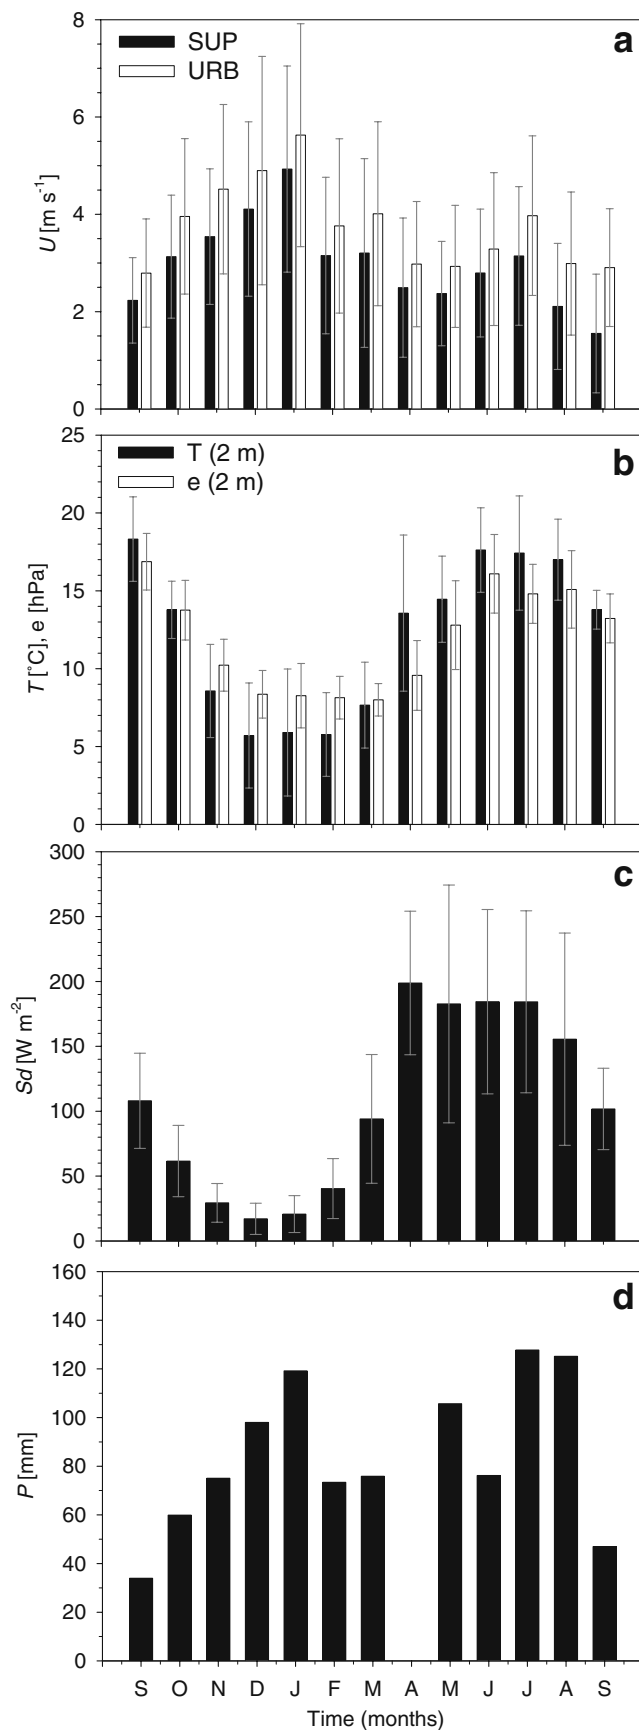 a
SUP
URB
8
6
4
2
0
U [m s⁻¹]
b
T (2 m)
e (2 m)
25
20
15
10
5
0
T [˚C], e [hPa]
c
300
250
200
150
100
50
0
Sd [W m⁻²]
d
160
140
120
100
80
60
40
20
0
P [mm]
S O N D J F M A M J J A S
Time (months)